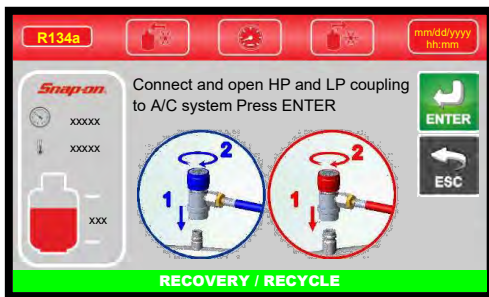 R134a
mm/dd/yyyy
hh:mm
Snap-on
xxxxx
xxxxx
xxx
Connect and open HP and LP coupling
to A/C system Press ENTER
2
1
2
1
ENTER
ESC
RECOVERY / RECYCLE